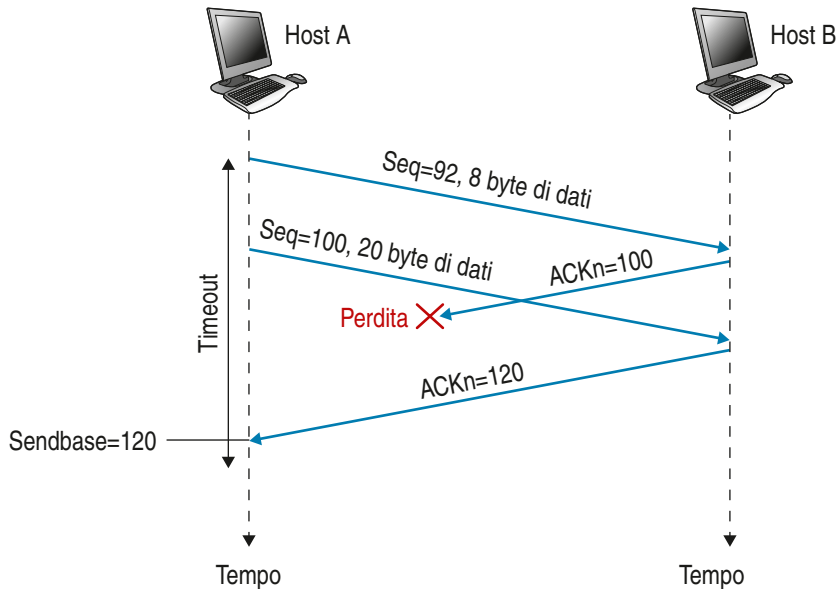 Host A
Host B
Seq=92, 8 byte di dati
Seq=100, 20 byte di dati
ACKn=100
Timeout
Perdita
ACKn=120
Sendbase=120
Tempo
Tempo